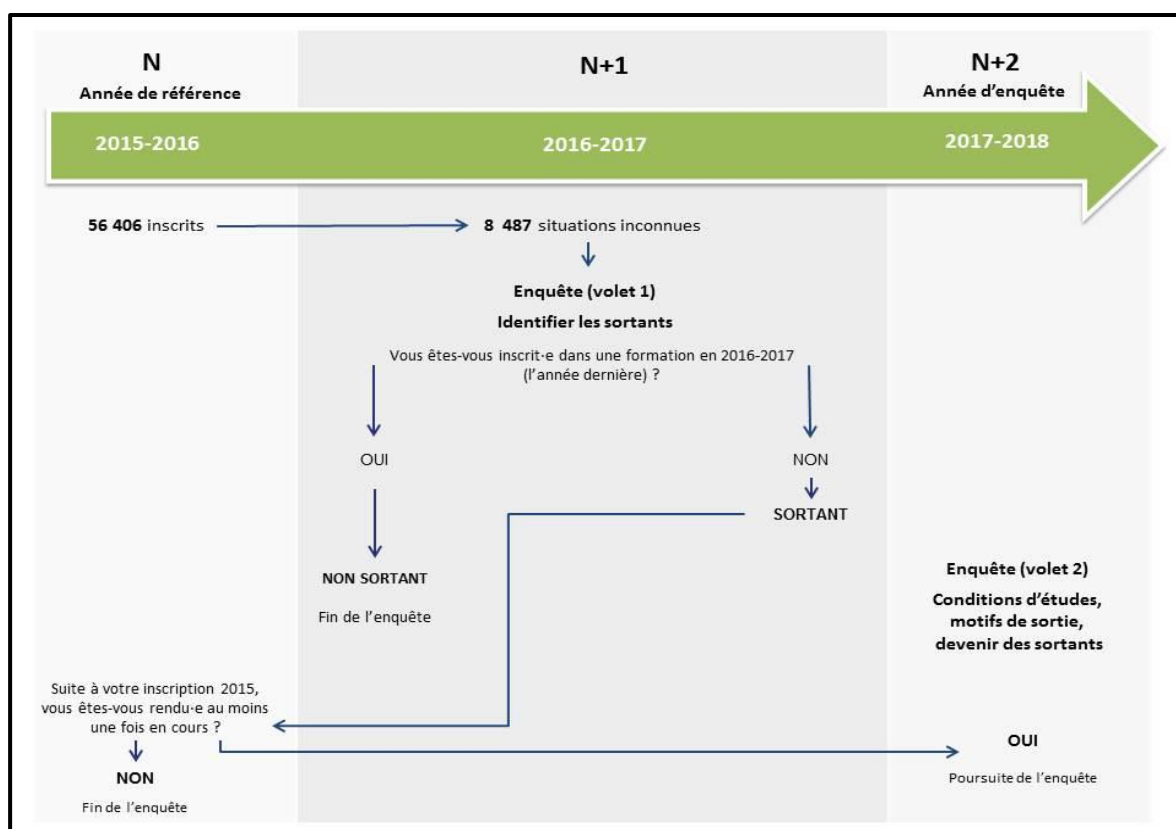 N
Année de référence
N+1
N+2
Année d’enquête
2015-2016
2016-2017
2017-2018
56 406 inscrits
8 487 situations inconnues
Enquête (volet 1)
Identifier les sortants
Vous êtes-vous inscrit·e dans une formation en 2016-2017
(l’année dernière) ?
OUI
NON
SORTANT
NON SORTANT
Fin de l’enquête
Enquête (volet 2)
Conditions d’études,
motifs de sortie,
devenir des sortants
Suite à votre inscription 2015,
vous êtes-vous rendu·e au moins
une fois en cours ?
NON
Fin de l’enquête
OUI
Poursuite de l’enquête